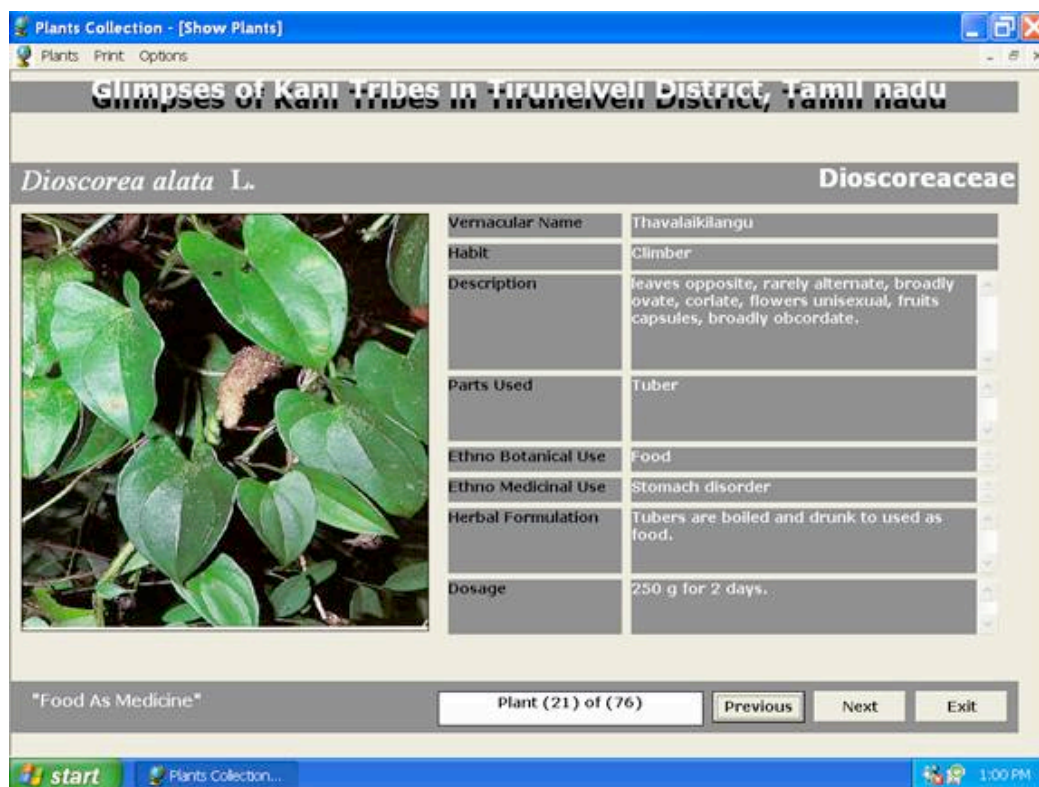 Plants Collection - [Show Plants]
Plants Print Options
Glimpses of Kani Tribes in Tirunelveli District, Tamil nadu
Dioscorea alata L.
Dioscoreaceae
Vernacular Name
Thavalaikilangu
Habit
Climber
Description
leaves opposite, rarely alternate, broadly
ovate, corlate, flowers unisexual, fruits
capsules, broadly obcordate.
Parts Used
Tuber
Ethno Botanical Use
Food
Ethno Medicinal Use
Stomach disorder
Herbal Formulation
Tubers are boiled and drunk to used as
food.
Dosage
250 g for 2 days.
"Food As Medicine"
Plant (21) of (76)
Previous
Next
Exit
start
Plants Collection...
1:00 PM